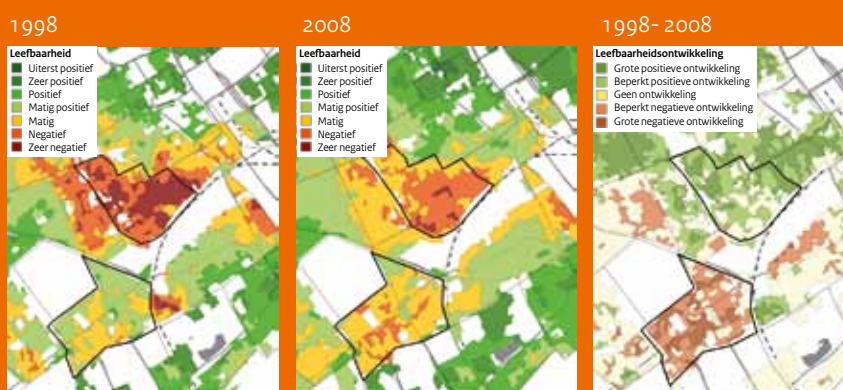 1998
Leefbaarheid
Uiterst positief
Zeer positief
Positief
Matig positief
Matig
Negatief
Zeer negatief
2008
Leefbaarheid
Uiterst positief
Zeer positief
Positief
Matig positief
Matig
Negatief
Zeer negatief
1998- 2008
Leefbaarheidsontwikkeling
Grote positieve ontwikkeling
Beperkt positieve ontwikkeling
Geen ontwikkeling
Beperkt negatieve ontwikkeling
Grote negatieve ontwikkeling